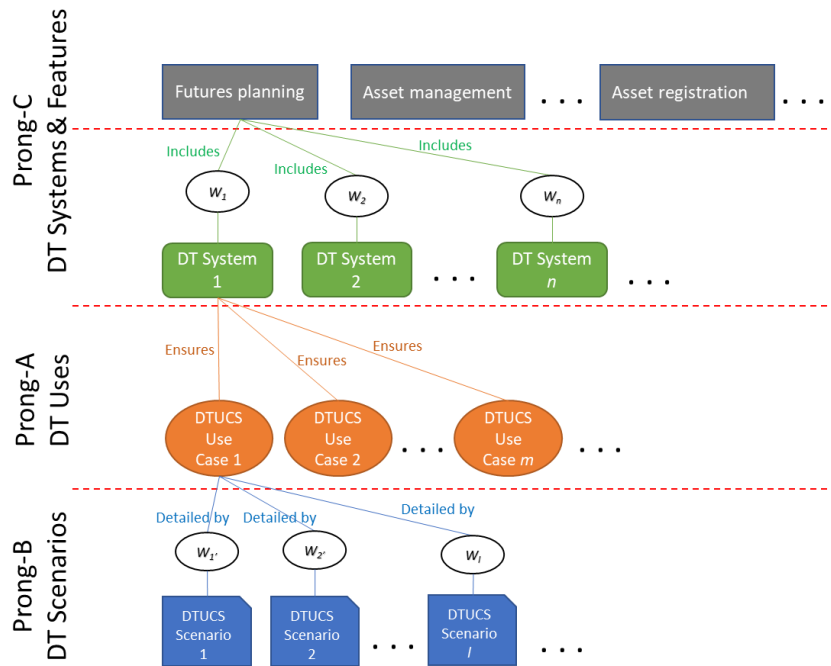 Prong-C
DT Systems & Features
Futures planning
Asset management
. . .
Asset registration
. . .
Includes
Includes
Includes
W1
W2
Wn
DT System
1
DT System
2
. . .
DT System
n
. . .
Prong-A
DT Uses
Ensures
Ensures
Ensures
DTUCS
Use
Case 1
DTUCS
Use
Case 2
. . .
DTUCS
Use
Case m
. . .
Prong-B
DT Scenarios
Detailed by
Detailed by
Detailed by
W1'
W2'
Wl
DTUCS
Scenario
1
DTUCS
Scenario
2
. . .
DTUCS
Scenario
l
. . .